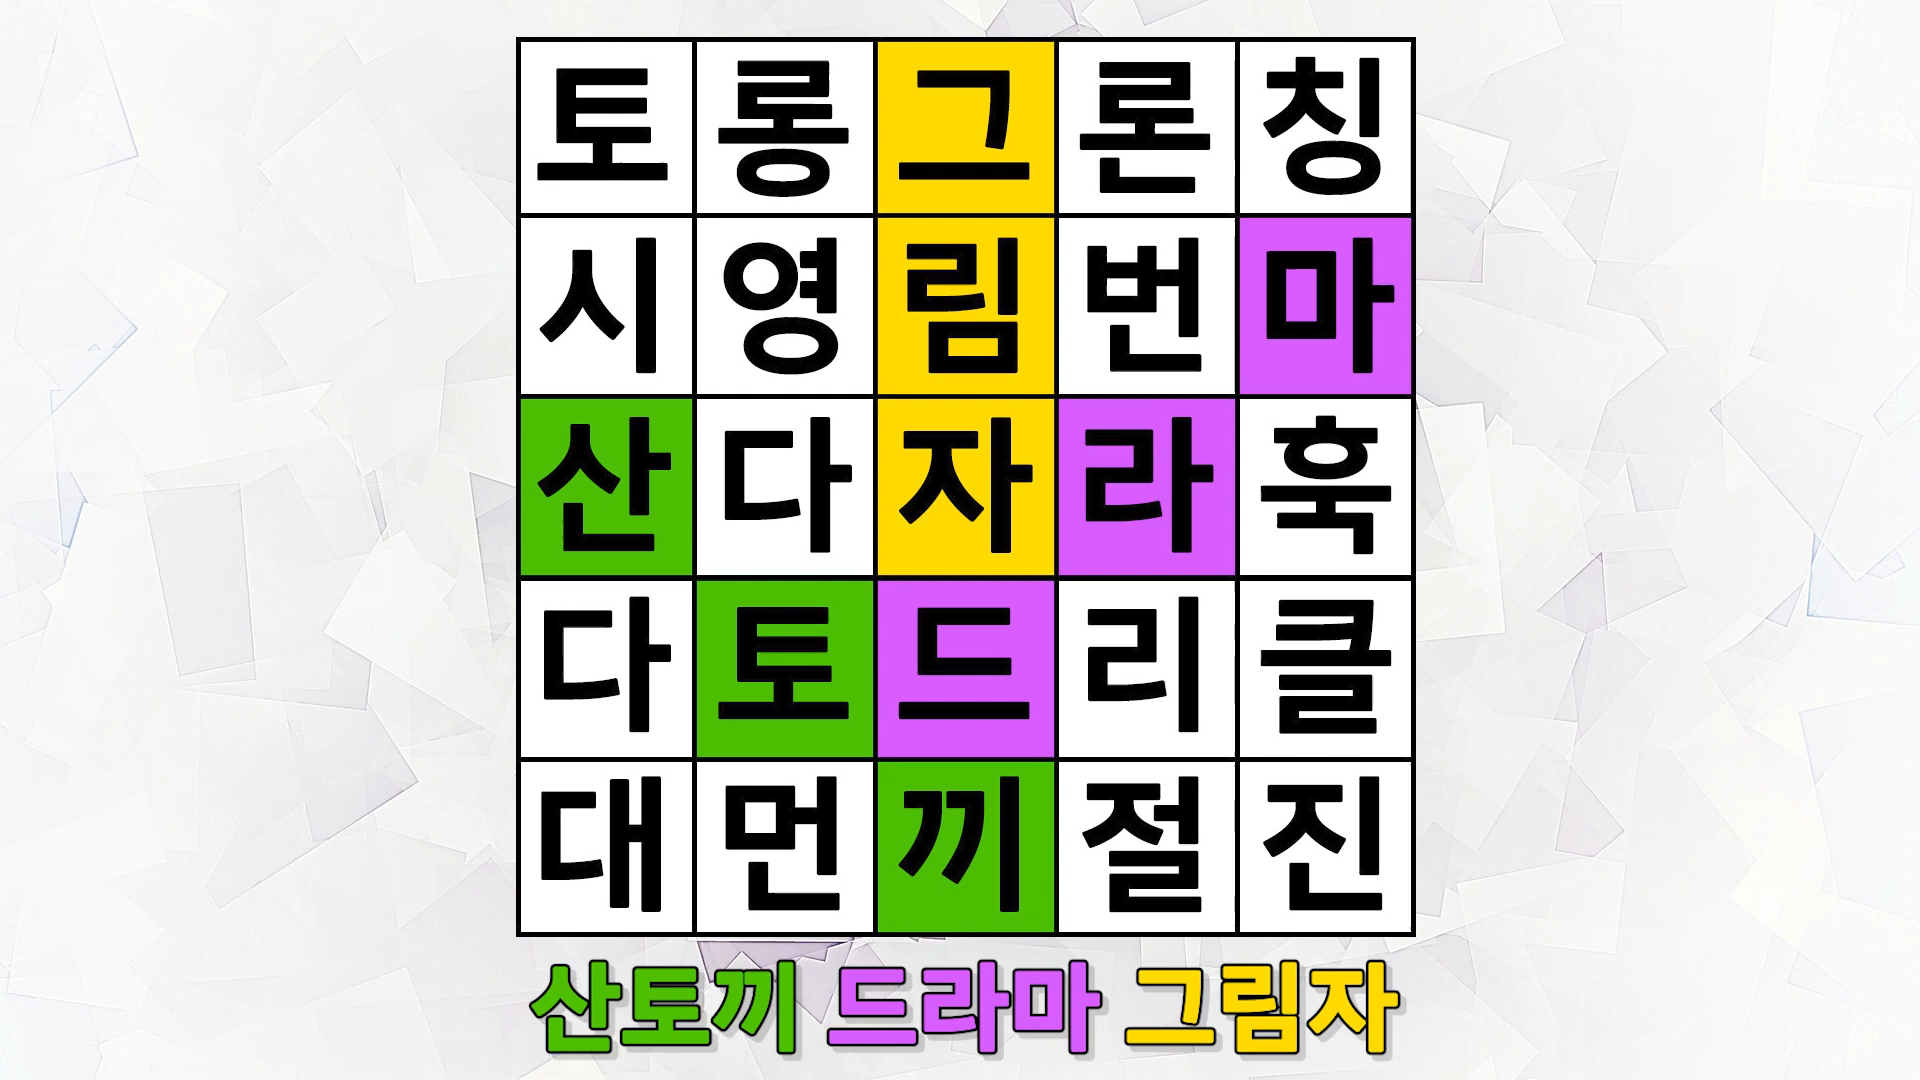 토 롱 그 론 칭
시 영 림 번 마
산 다 자 라 훅
다 토 드 리 클
대 먼 끼 절 진
산토끼 드라마 그림자